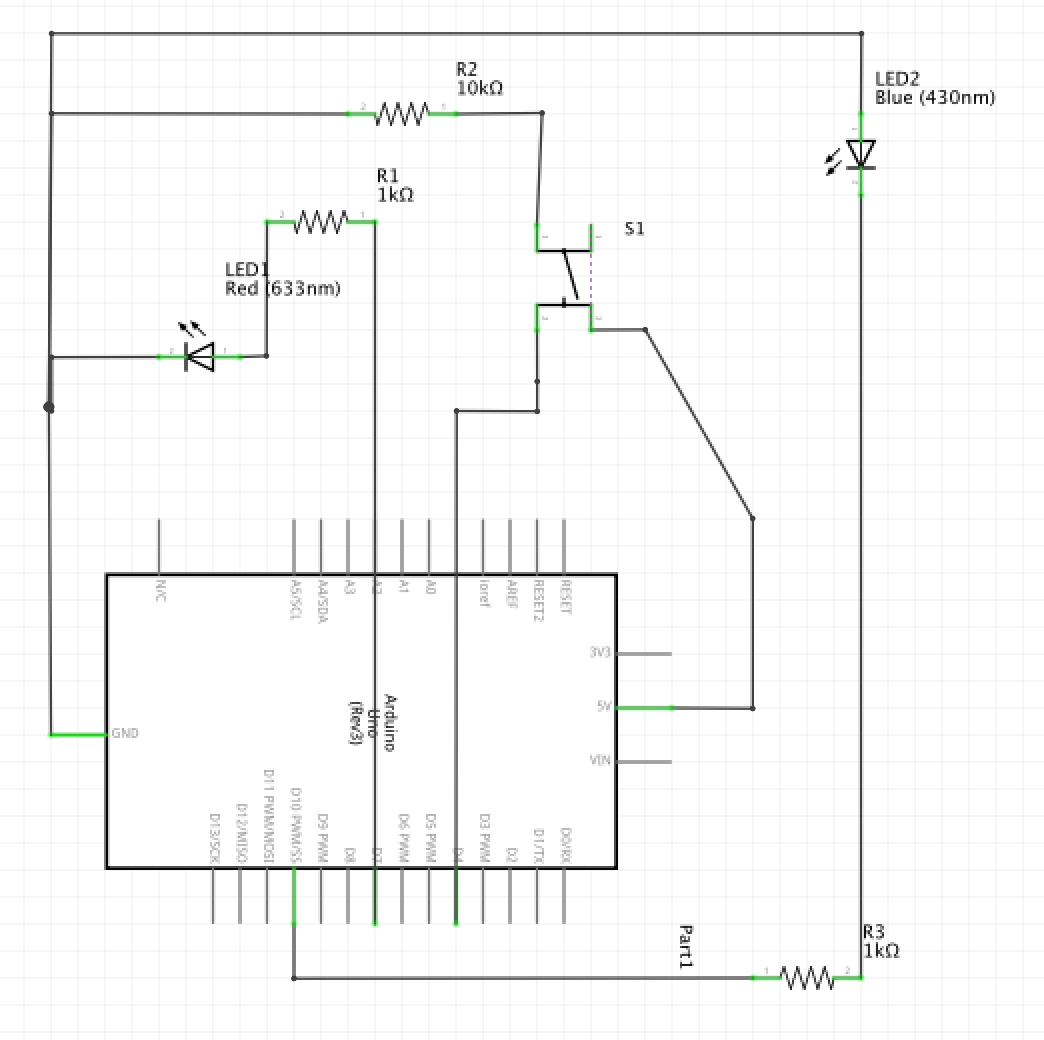 R2
10kΩ
LED2
Blue (430nm)
R1
1kΩ
S1
LED1
Red (633nm)
N/C
A5/SCL
A4/SDA
A3
A2
A1
A0
ioref
AREF
RESET2
RESET
3V3
5V
VIN
GND
Arduino
Uno
(Rev3)
D13/SCK
D12/MISO
D11 PWM/MOSI
D10 PWM/SS
D9 PWM
D8
D7
D6 PWM
D5 PWM
D4
D3 PWM
D2
D1/TX
D0/RX
Part1
R3
1kΩ